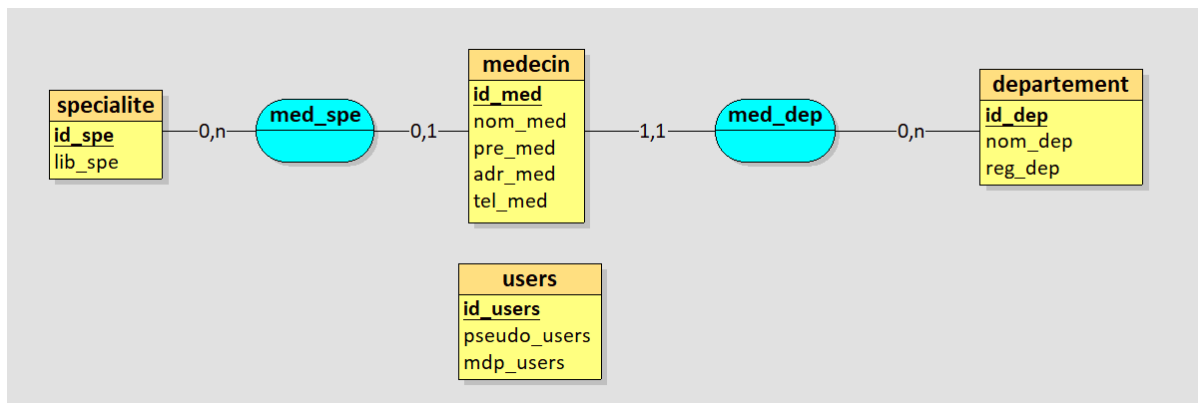 specialite
id_spe
lib_spe
0,n
med_spe
0,1
medecin
id_med
nom_med
pre_med
adr_med
tel_med
1,1
med_dep
0,n
departement
id_dep
nom_dep
reg_dep
users
id_users
pseudo_users
mdp_users